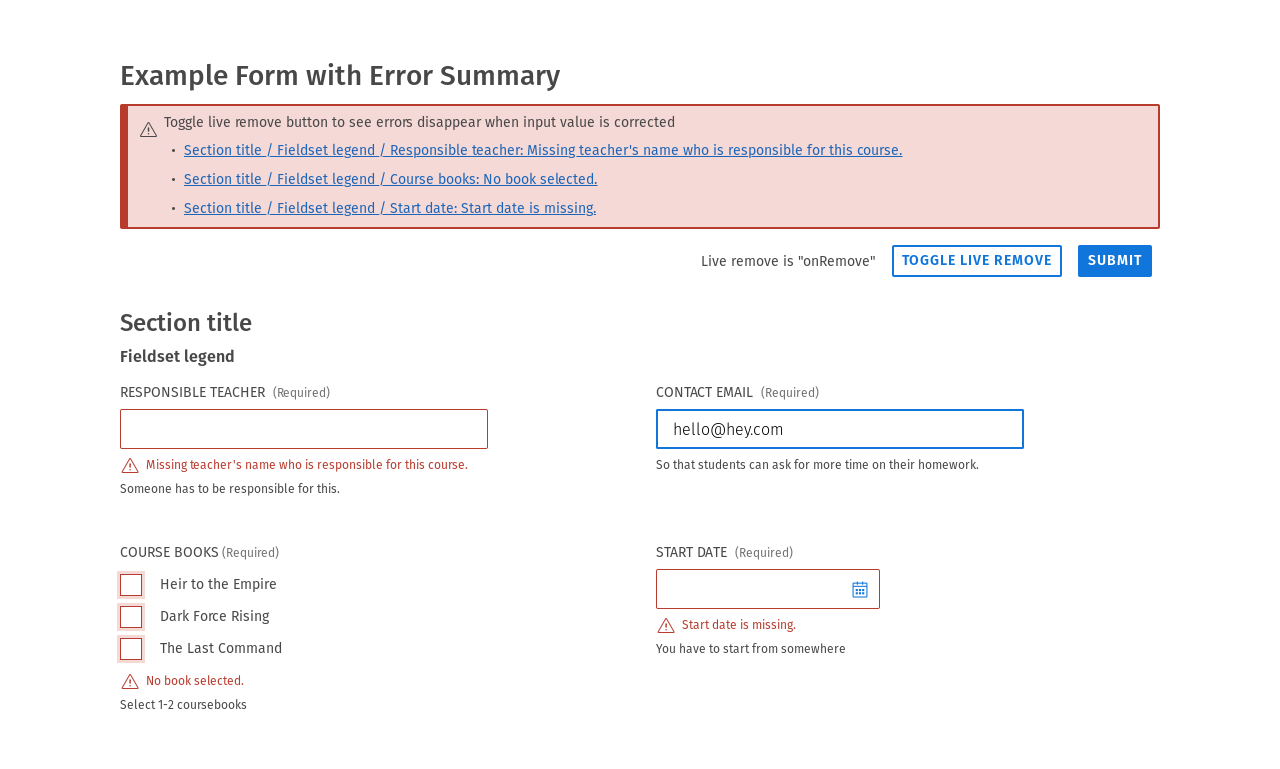 Example Form with Error Summary
Toggle live remove button to see errors disappear when input value is corrected
• Section title / Fieldset legend / Responsible teacher: Missing teacher's name who is responsible for this course.
• Section title / Fieldset legend / Course books: No book selected.
• Section title / Fieldset legend / Start date: Start date is missing.
Live remove is "onRemove" TOGGLE LIVE REMOVE SUBMIT
Section title
Fieldset legend
RESPONSIBLE TEACHER (Required)
Missing teacher's name who is responsible for this course.
Someone has to be responsible for this.
CONTACT EMAIL (Required)
hello@hey.com
So that students can ask for more time on their homework.
COURSE BOOKS (Required)
Heir to the Empire
Dark Force Rising
The Last Command
No book selected.
Select 1-2 coursebooks
START DATE (Required)
Start date is missing.
You have to start from somewhere